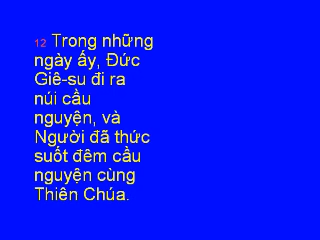 12 Trong những
ngày ấy, Đức
Giê-su đi ra
núi cầu
nguyện, và
Người đã thức
suốt đêm cầu
nguyện cùng
Thiên Chúa.